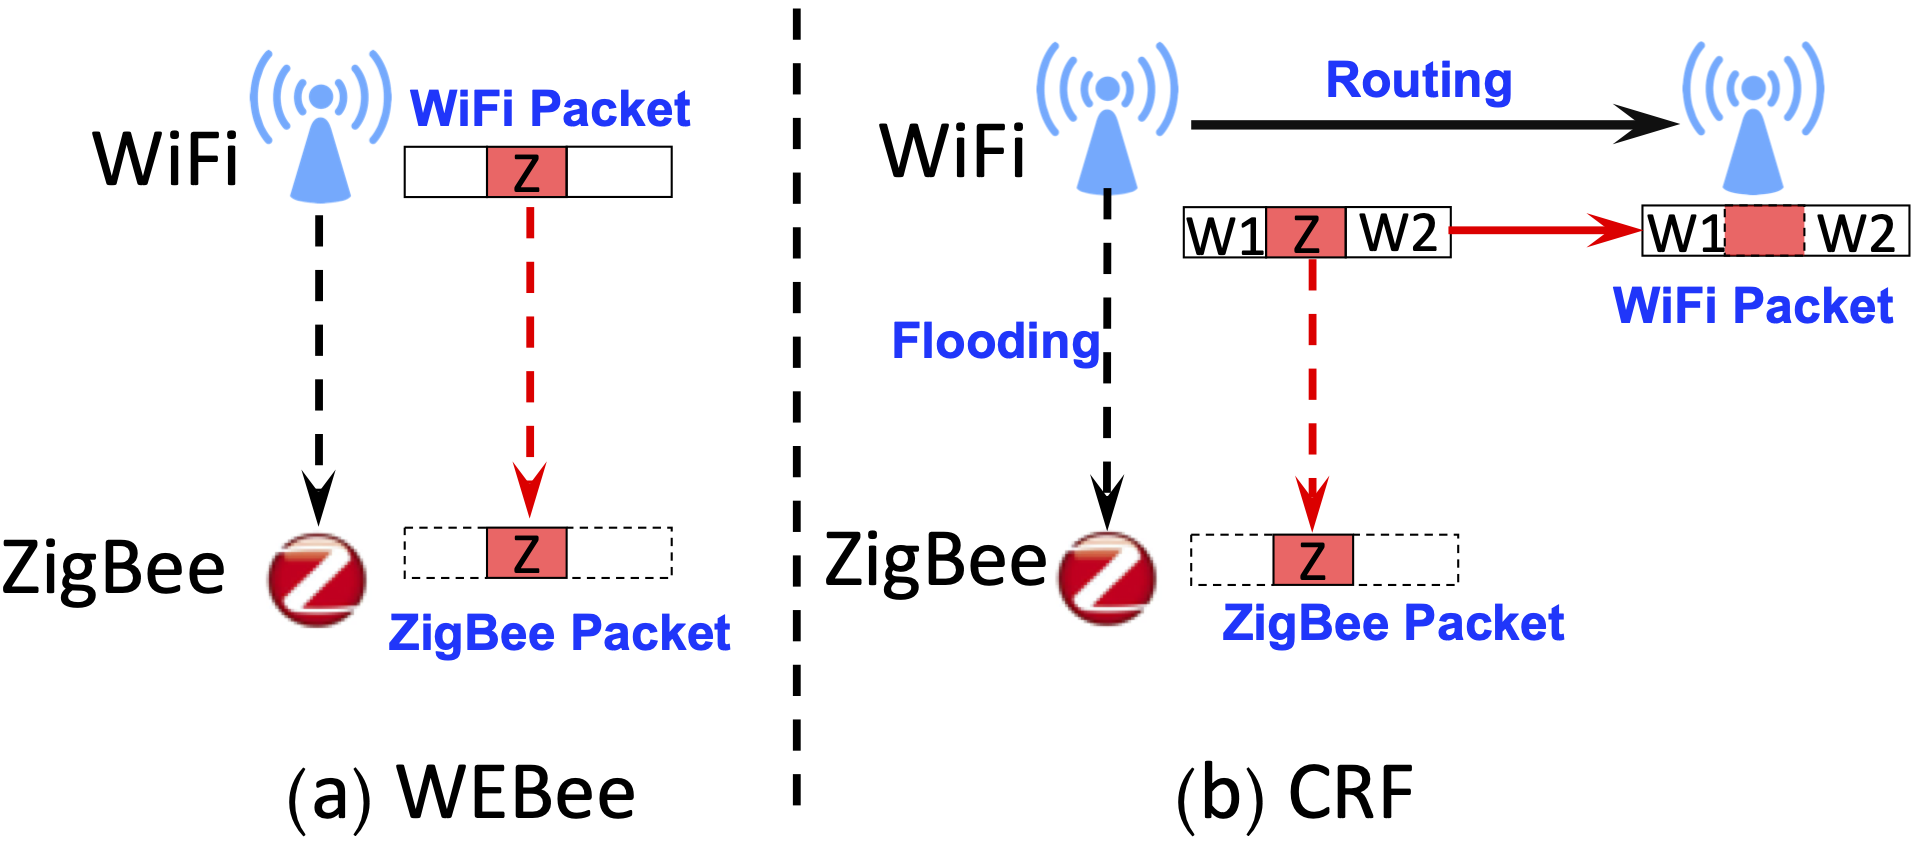 WiFi
WiFi Packet
Z
ZigBee
Z
Z
ZigBee Packet
(a) WEBee
WiFi
Routing
W1 Z W2
W1 W2
WiFi Packet
Flooding
ZigBee
Z
Z
ZigBee Packet
(b) CRF